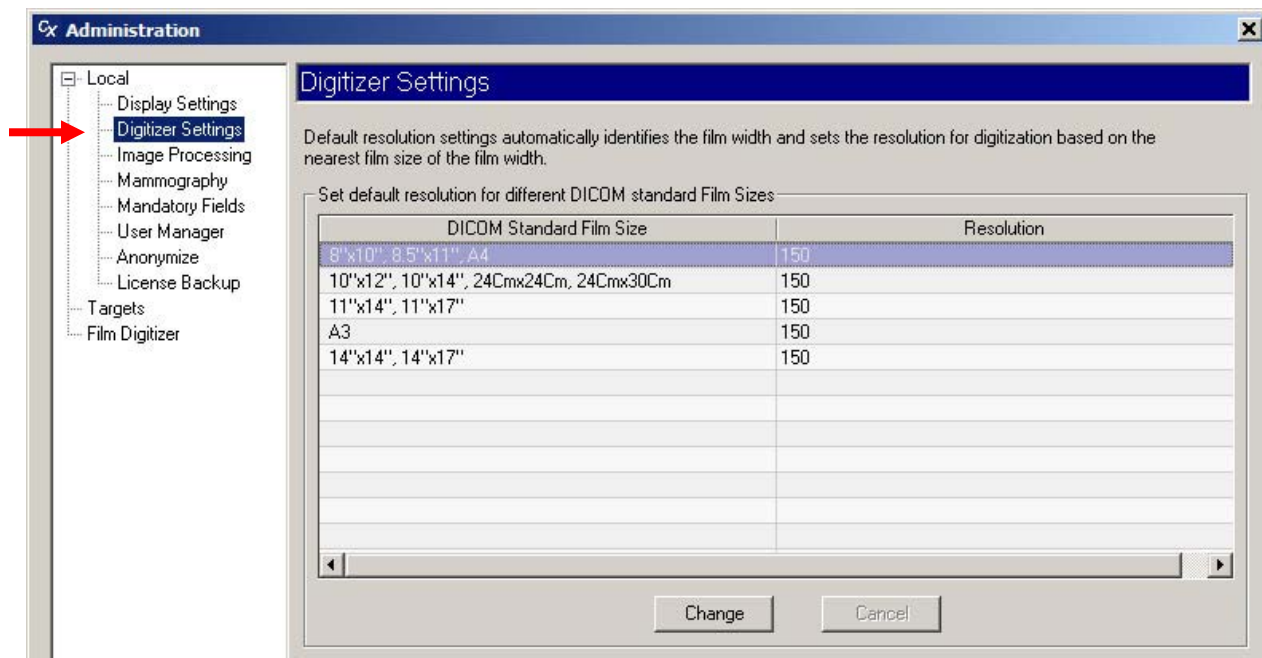 Cx Administration
Local
Display Settings
Digitizer Settings
Image Processing
Mammography
Mandatory Fields
User Manager
Anonymize
License Backup
Targets
Film Digitizer
Digitizer Settings
Default resolution settings automatically identifies the film width and sets the resolution for digitization based on the
nearest film size of the film width.
Set default resolution for different DICOM standard Film Sizes
DICOM Standard Film Size Resolution
8"x10", 8.5"x11", A4 150
10"x12", 10"x14", 24Cmx24Cm, 24Cmx30Cm 150
11"x14", 11"x17" 150
A3 150
14"x14", 14"x17" 150
Change Cancel